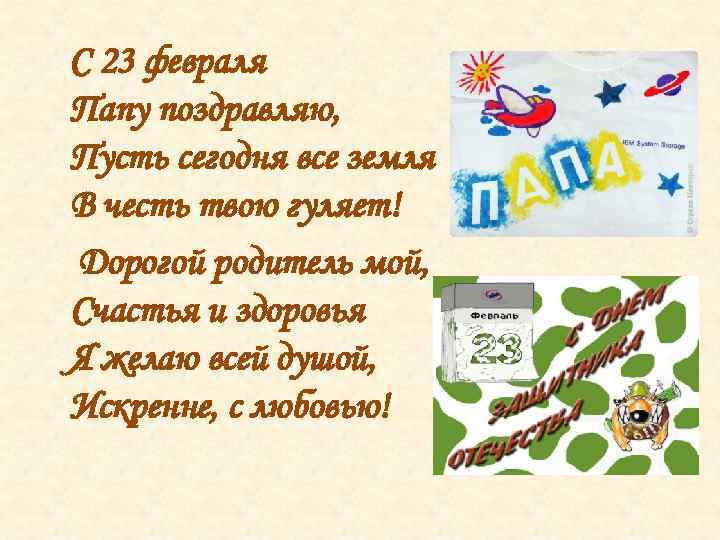 С 23 февраля
Папу поздравляю,
Пусть сегодня все земля
В честь твою гуляет!
Дорогой родитель мой,
Счастья и здоровья
Я желаю всей душой,
Искренне, с любовью!
IBM System Storage
ПАПА
Февраль
23
С ДНЕМ
ЗАЩИТНИКА
ОТЕЧЕСТВА